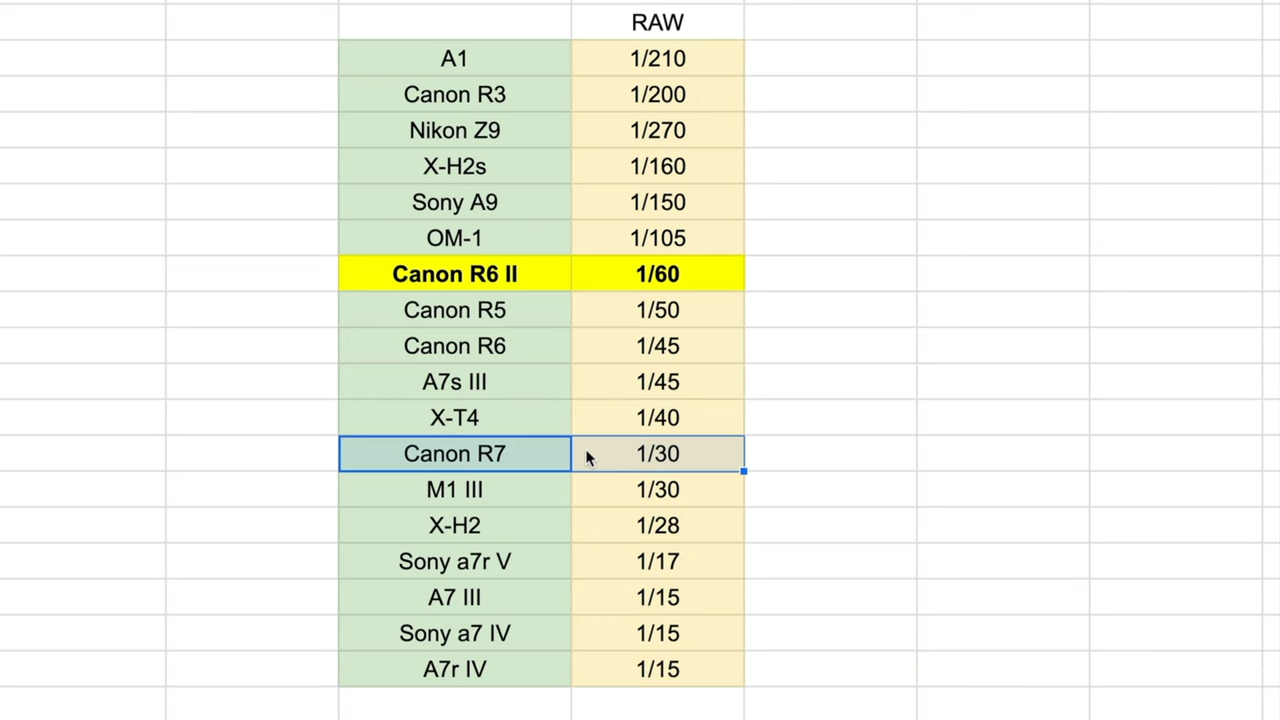 RAW
A1 1/210
Canon R3 1/200
Nikon Z9 1/270
X-H2s 1/160
Sony A9 1/150
OM-1 1/105
Canon R6 II 1/60
Canon R5 1/50
Canon R6 1/45
A7s III 1/45
X-T4 1/40
Canon R7 1/30
M1 III 1/30
X-H2 1/28
Sony a7r V 1/17
A7 III 1/15
Sony a7 IV 1/15
A7r IV 1/15